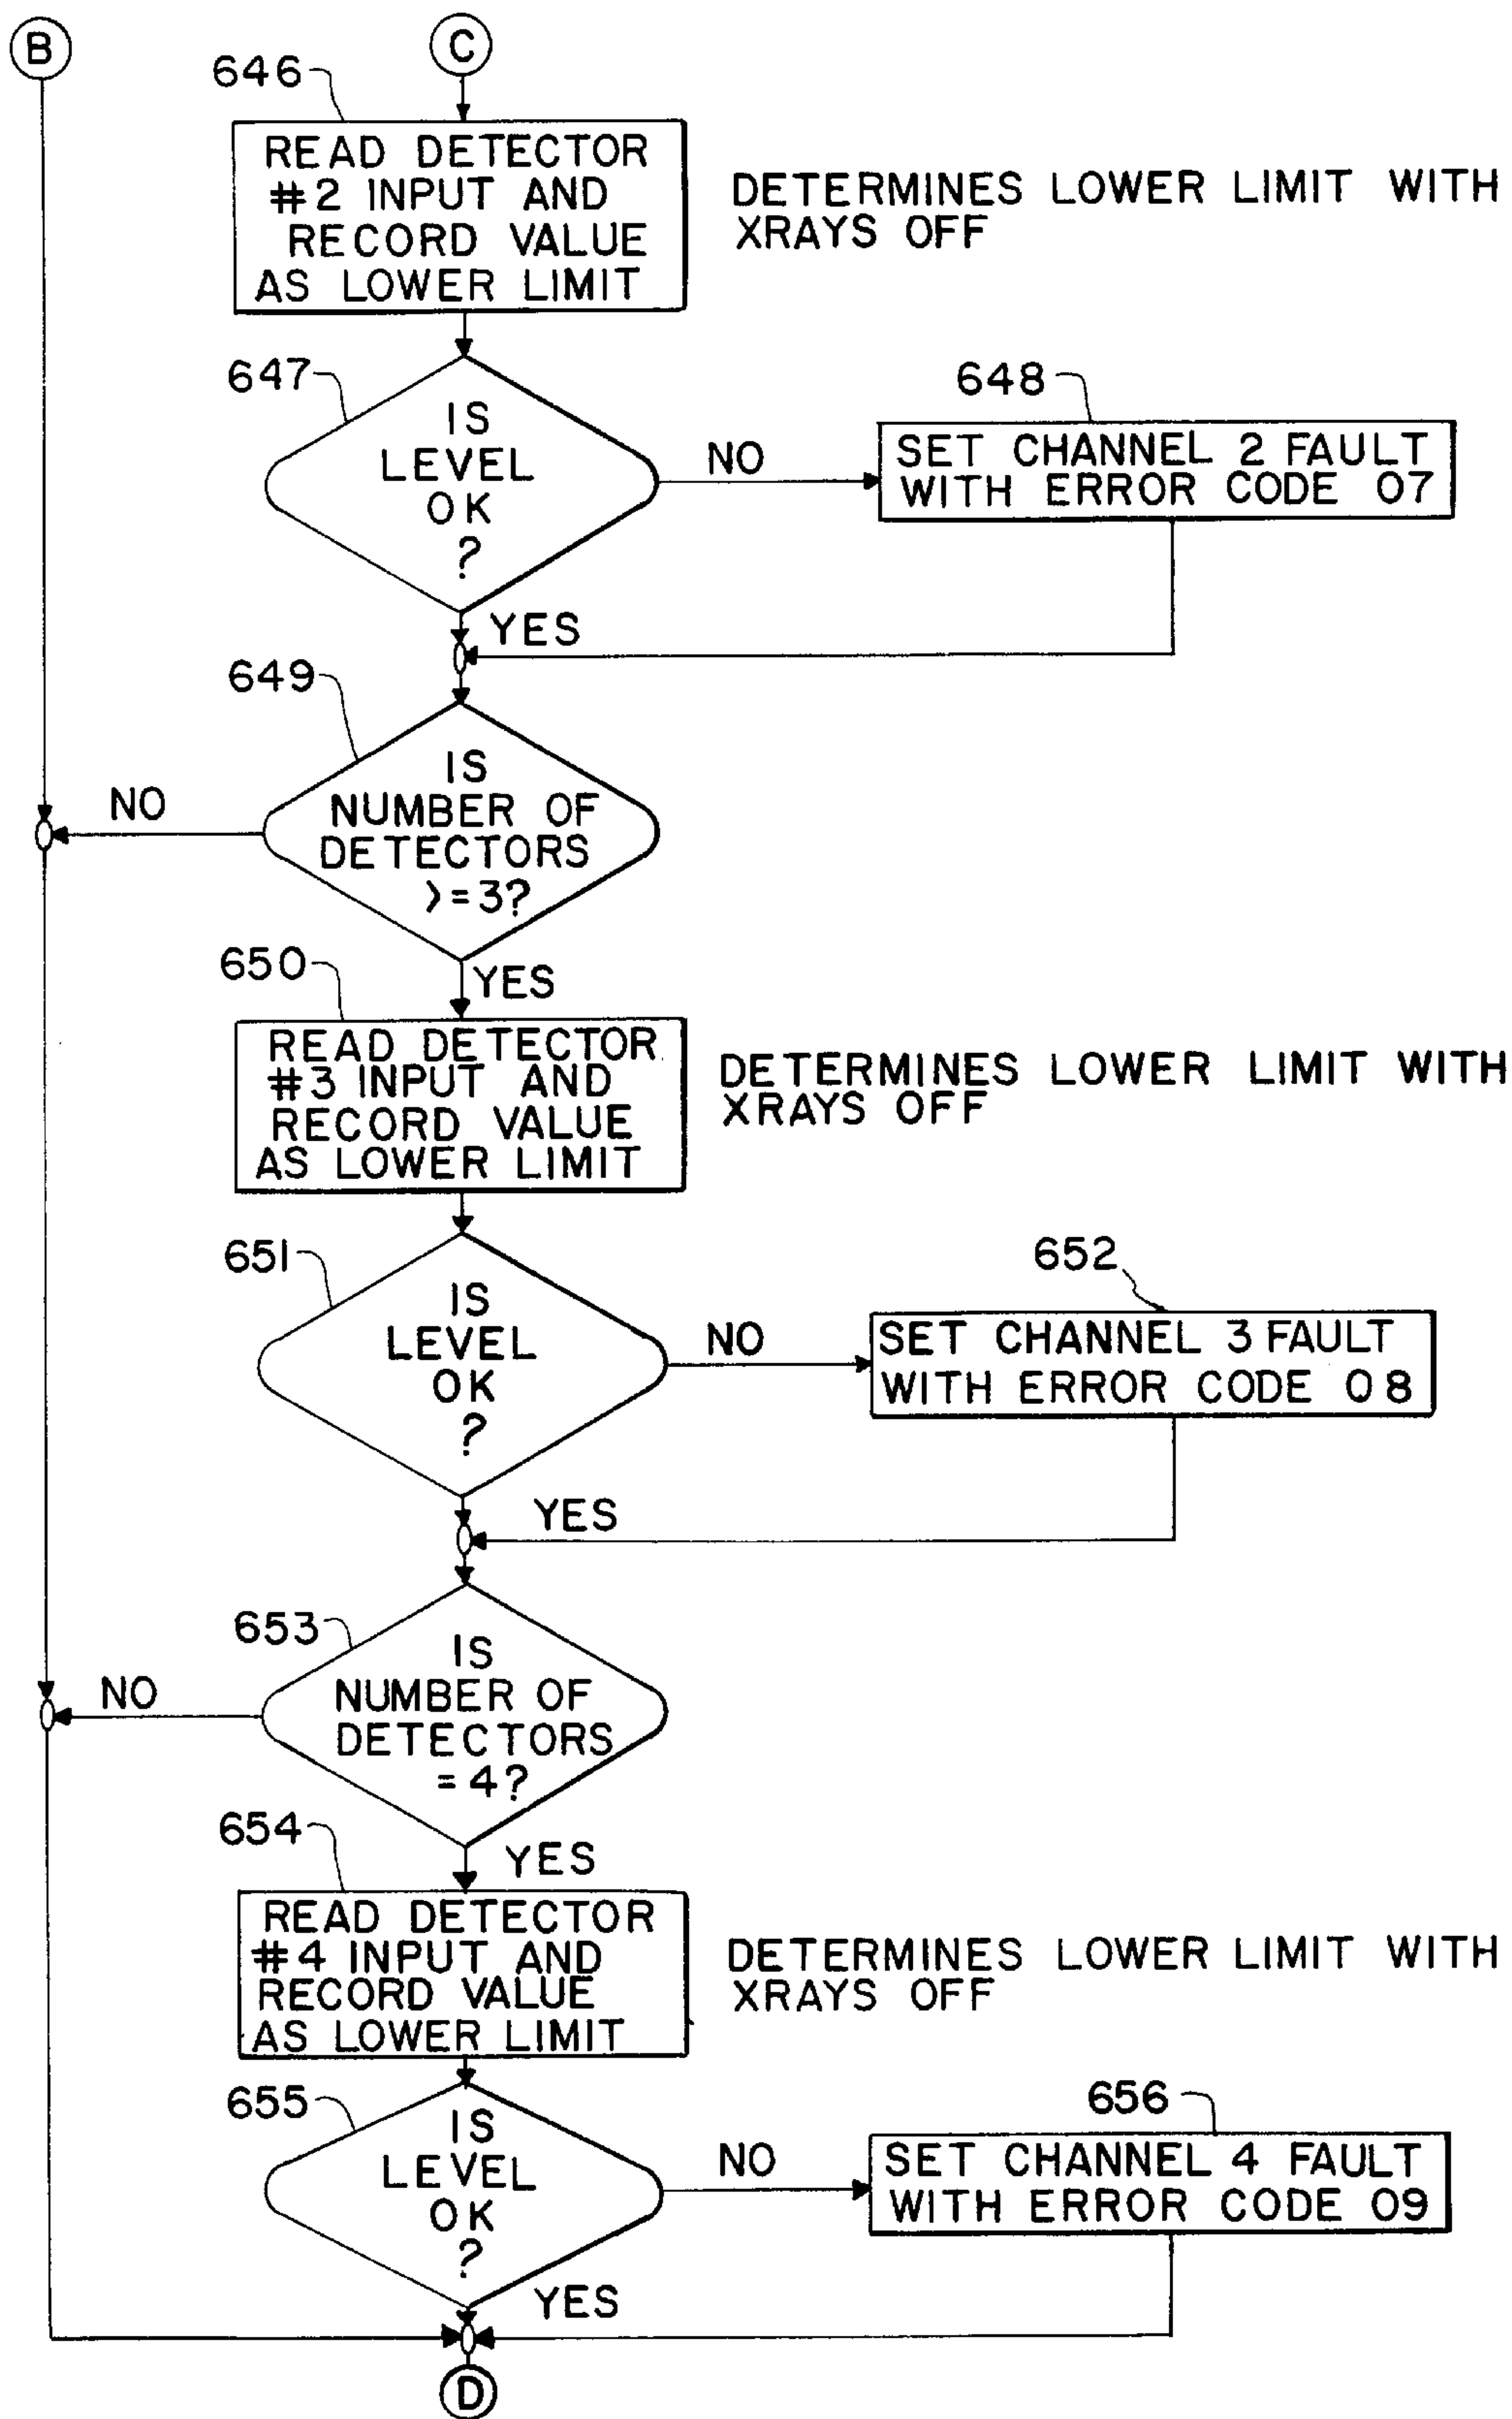 B
C
646
READ DETECTOR
#2 INPUT AND
RECORD VALUE
AS LOWER LIMIT
DETERMINES LOWER LIMIT WITH
XRAYS OFF
647
IS
LEVEL
OK
?
NO
648
SET CHANNEL 2 FAULT
WITH ERROR CODE 07
YES
649
IS
NUMBER OF
DETECTORS
>=3?
NO
YES
650
READ DETECTOR
#3 INPUT AND
RECORD VALUE
AS LOWER LIMIT
DETERMINES LOWER LIMIT WITH
XRAYS OFF
651
IS
LEVEL
OK
?
NO
652
SET CHANNEL 3 FAULT
WITH ERROR CODE 08
YES
653
IS
NUMBER OF
DETECTORS
=4?
NO
YES
654
READ DETECTOR
#4 INPUT AND
RECORD VALUE
AS LOWER LIMIT
DETERMINES LOWER LIMIT WITH
XRAYS OFF
655
IS
LEVEL
OK
?
NO
656
SET CHANNEL 4 FAULT
WITH ERROR CODE 09
YES
D